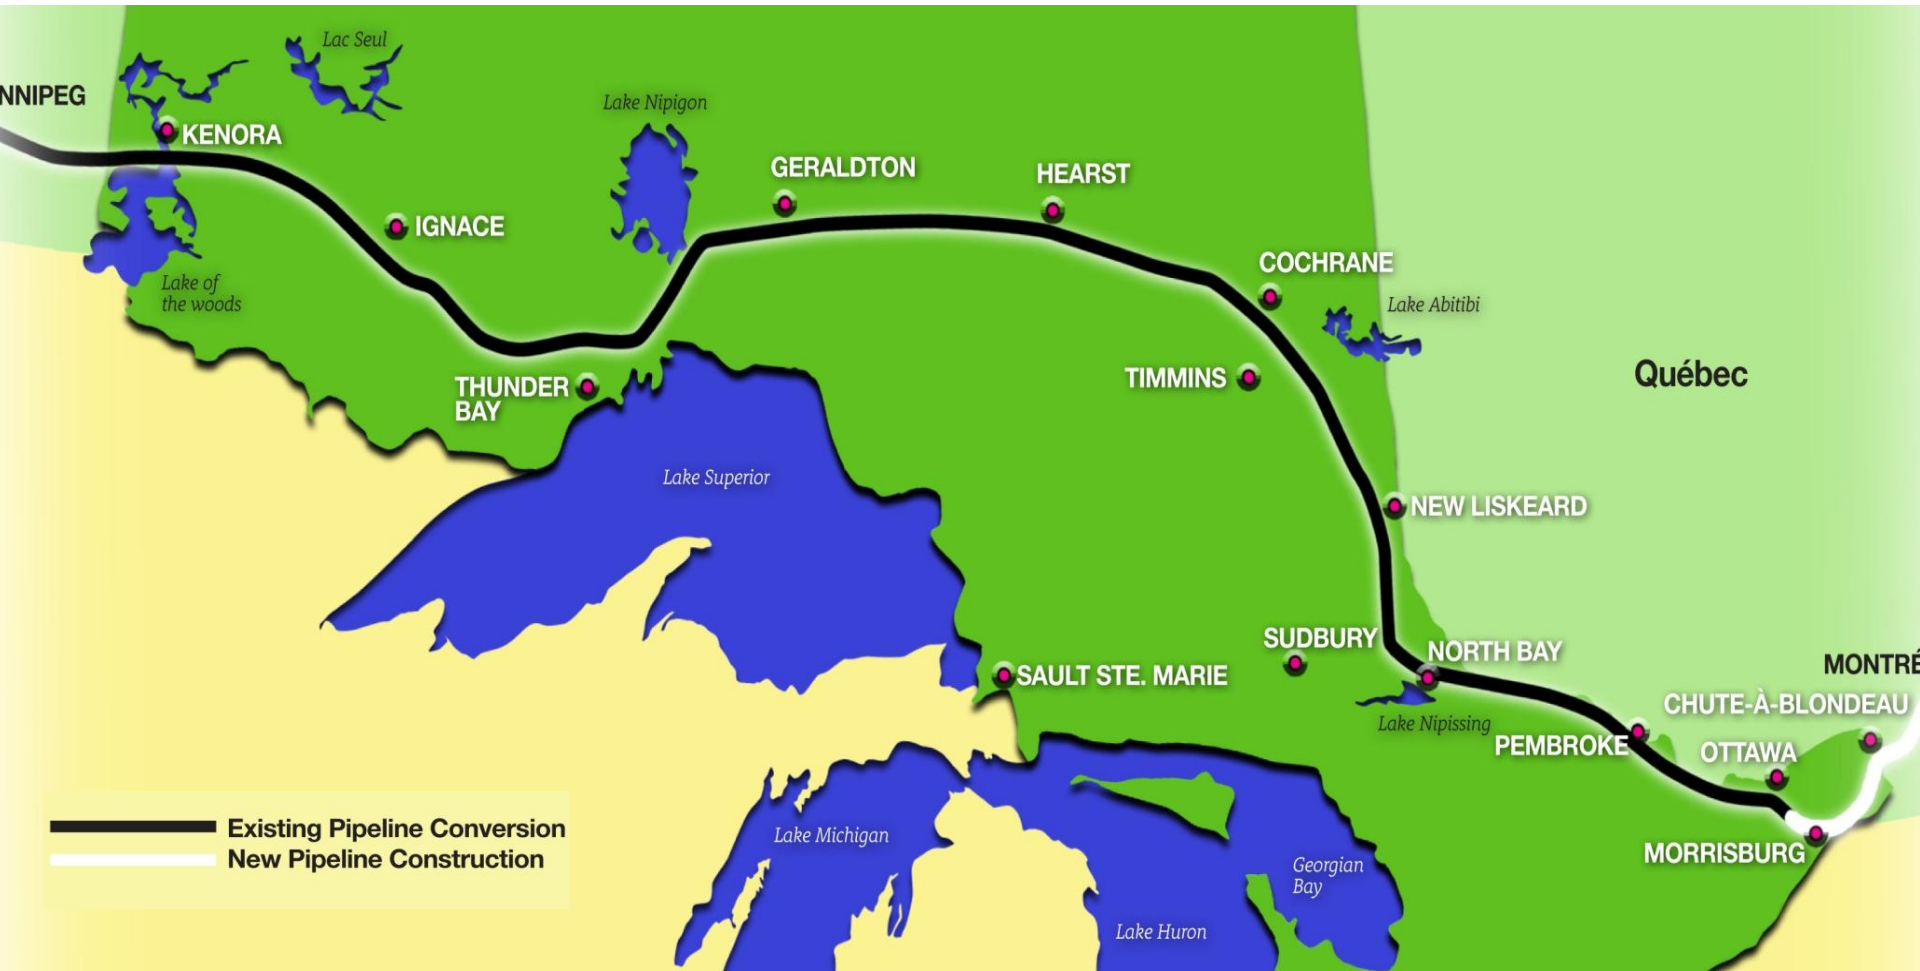 Lac Seul
NNIPEG
Lake Nipigon
KENORA
GERALDTON
HEARST
IGNACE
COCHRANE
Lake of
the woods
Lake Abitibi
Québec
TIMMINS
THUNDER
BAY
Lake Superior
NEW LISKEARD
SUDBURY
NORTH BAY
MONTRÉ
SAULT STE. MARIE
CHUTE-À-BLONDEAU
Lake Nipissing
PEMBROKE
OTTAWA
Existing Pipeline Conversion
New Pipeline Construction
Lake Michigan
MORRISBURG
Georgian
Bay
Lake Huron